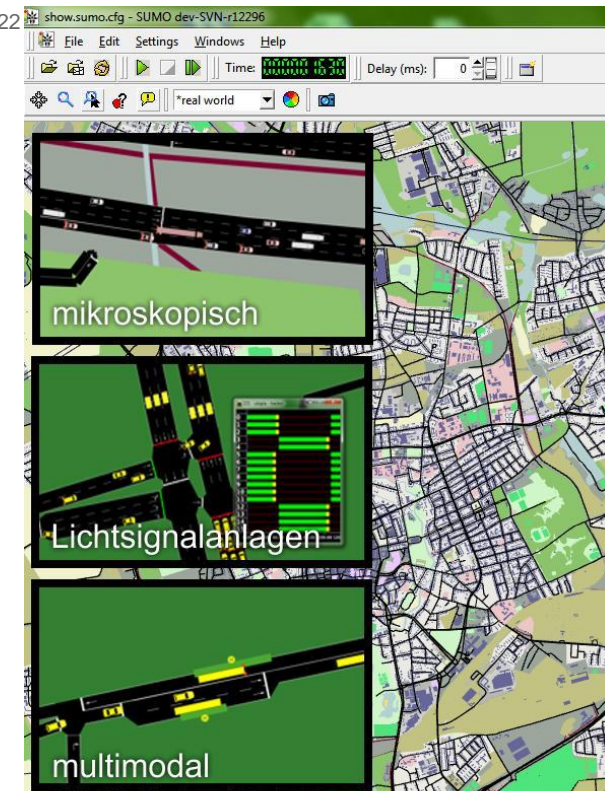 22
show.sumo.cfg - SUMO dev-SVN-r12296
File Edit Settings Windows Help
Time: Delay (ms): 0
*real world
mikroskopisch
Lichtsignalanlagen
multimodal